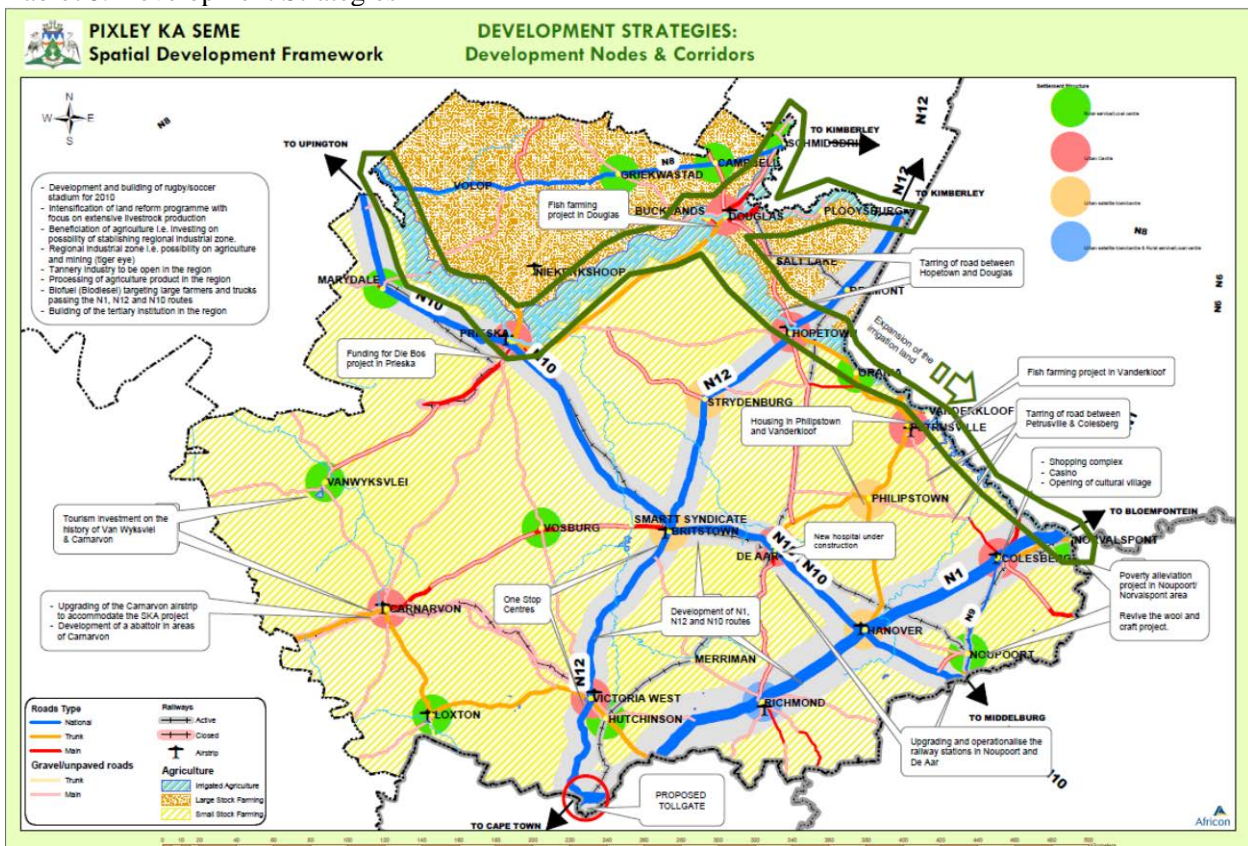 PIXLEY KA SEME
Spatial Development Framework
DEVELOPMENT STRATEGIES:
Development Nodes & Corridors
N
W
E
S
N8
TO UPINGTON
- Development and building of rugby/soccer
stadium for 2010
- Intensification of land reform programme with
focus on extensive livestock production
- Beneficiation of agriculture i.e. investing on
possibility of stablishing regional industrial zone.
- Regional industrial zone i.e. possibility on agriculture
and mining (tiger eye)
- Tannery industry to be open in the region
- Processing of agriculture product in the region
- Biofuel (Biodiesel) targeting large farmers and trucks
passing the N1, N12 and N10 routes
- Building of the tertiary institution in the region
N12
TO KIMBERLEY
SCHMIDSDRIF
N8
CAMPBELL
GRIEKWASTAD
VOLOP
N12
TO KIMBERLEY
Fish farming
project in Douglas
BUCKLANDS
DOUGLAS
PLOOYSBURG
SALT LAKE
NIEKERKSHOOP
Tarring of road between
Hopetown and Douglas
MARYDALE
N10
PRIESKA
HOPETOWN
Expansion of the
irrigation land
Funding for Die Bos
project in Prieska
N10
N12
ORANIA
Fish farming project in Vanderkloof
STRYDENBURG
Housing in Philipstown
and Vanderkloof
VANDERKLOOF
PETRUSVILLE
Tarring of road between
Petrusville & Colesberg
- Shopping complex
- Casino
- Opening of cultural village
VANWYKSVLEI
PHILIPSTOWN
TO BLOEMFONTEIN
Tourism investment on the
history of Van Wyksvlei
& Carnarvon
VOSBURG
SMARTT SYNDICATE
BRITSTOWN
New hospital under
construction
NORVALSPONT
DE AAR
N10
N10
COLESBERG
N1
Poverty alleviation
project in Noupoort/
Norvalspont area
Revive the wool and
craft project.
- Upgrading of the Carnarvon airstrip
to accommodate the SKA project
- Development of a abattoir in areas
of Carnarvon
CARNARVON
One Stop
Centres
Development of N1,
N12 and N10 routes
HANOVER
N9
NOUPOORT
MERRIMAN
N12
VICTORIA WEST
RICHMOND
LOXTON
HUTCHINSON
TO MIDDELBURG
Upgrading and operationalise the
railway stations in Noupoort and
De Aar
N10
PROPOSED
TOLLGATE
TO CAPE TOWN
Roads Type
National
Trunk
Main
Gravel/unpaved roads
Trunk
Main
Railways
Active
Closed
Airstrip
Agriculture
Irrigated Agriculture
Large Stock Farming
Small Stock Farming
Settlement Structure
Urban Centre
N8
N6
N6
Africon